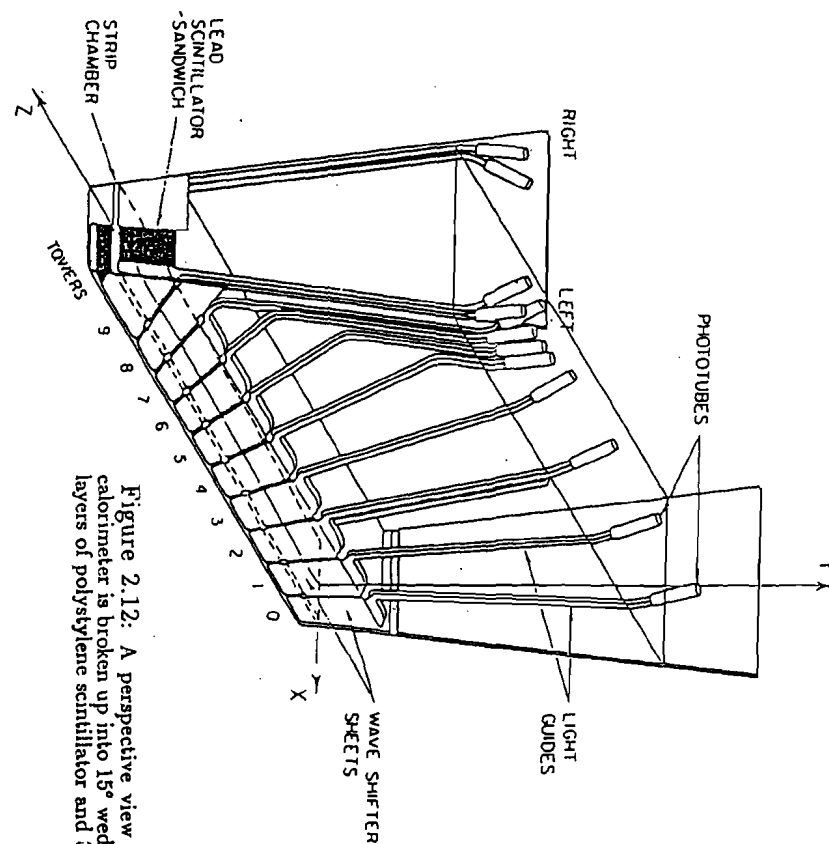 LEAD
SCINTILLATOR
-SANDWICH
STRIP
CHAMBER
Z
RIGHT
LEFT
PHOTOTUBES
TOWERS
9
8
7
6
5
4
3
2
1
0
X
WAVE SHIFTER
SHEETS
LIGHT
GUIDES
Figure 2.12: A perspective view
calorimeter is broken up into 15° wed
layers of polystylene scintillator and